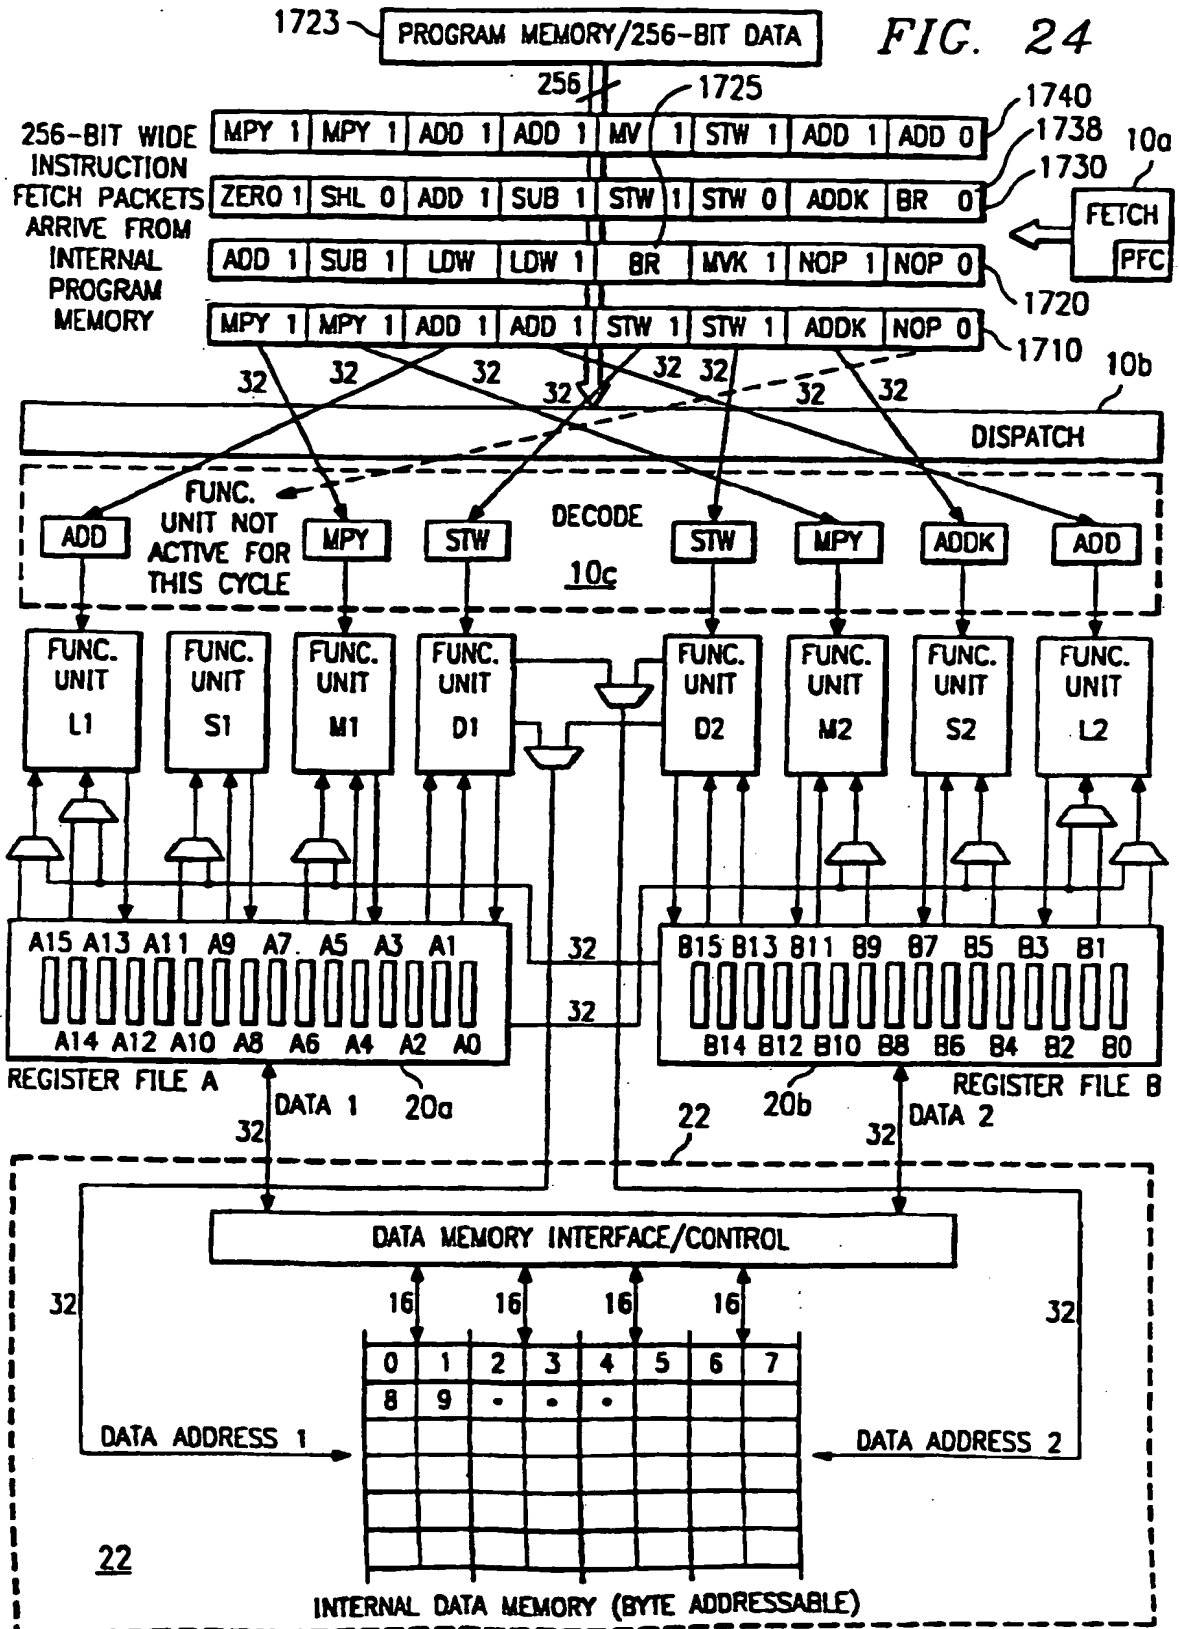 FIG. 24
1723
PROGRAM MEMORY/256-BIT DATA
256
1725
256-BIT WIDE
INSTRUCTION
FETCH PACKETS
ARRIVE FROM
INTERNAL
PROGRAM
MEMORY
MPY 1 MPY 1 ADD 1 ADD 1 MV 1 STW 1 ADD 1 ADD 0
1740
1738
ZERO 1 SHL 0 ADD 1 SUB 1 STW 1 STW 0 ADDK BR 0
1730
ADD 1 SUB 1 LDW LDW 1 BR MVK 1 NOP 1 NOP 0
1720
MPY 1 MPY 1 ADD 1 ADD 1 STW 1 STW 1 ADDK NOP 0
1710
10a
FETCH
PFC
32 32 32 32 32 32 32 32
10b
DISPATCH
FUNC.
UNIT NOT
ACTIVE FOR
THIS CYCLE
DECODE
10c
ADD MPY STW STW MPY ADDK ADD
FUNC. FUNC. FUNC. FUNC. FUNC. FUNC. FUNC. FUNC.
UNIT UNIT UNIT UNIT UNIT UNIT UNIT UNIT
L1 S1 M1 D1 D2 M2 S2 L2
A15 A13 A11 A9 A7 A5 A3 A1
A14 A12 A10 A8 A6 A4 A2 A0
REGISTER FILE A
20a
32
32
B15 B13 B11 B9 B7 B5 B3 B1
B14 B12 B10 B8 B6 B4 B2 B0
20b
REGISTER FILE B
DATA 1
32
DATA 2
32
22
DATA MEMORY INTERFACE/CONTROL
32
16 16 16 16
32
0 1 2 3 4 5 6 7
8 9 • • •
DATA ADDRESS 1
DATA ADDRESS 2
22
INTERNAL DATA MEMORY (BYTE ADDRESSABLE)